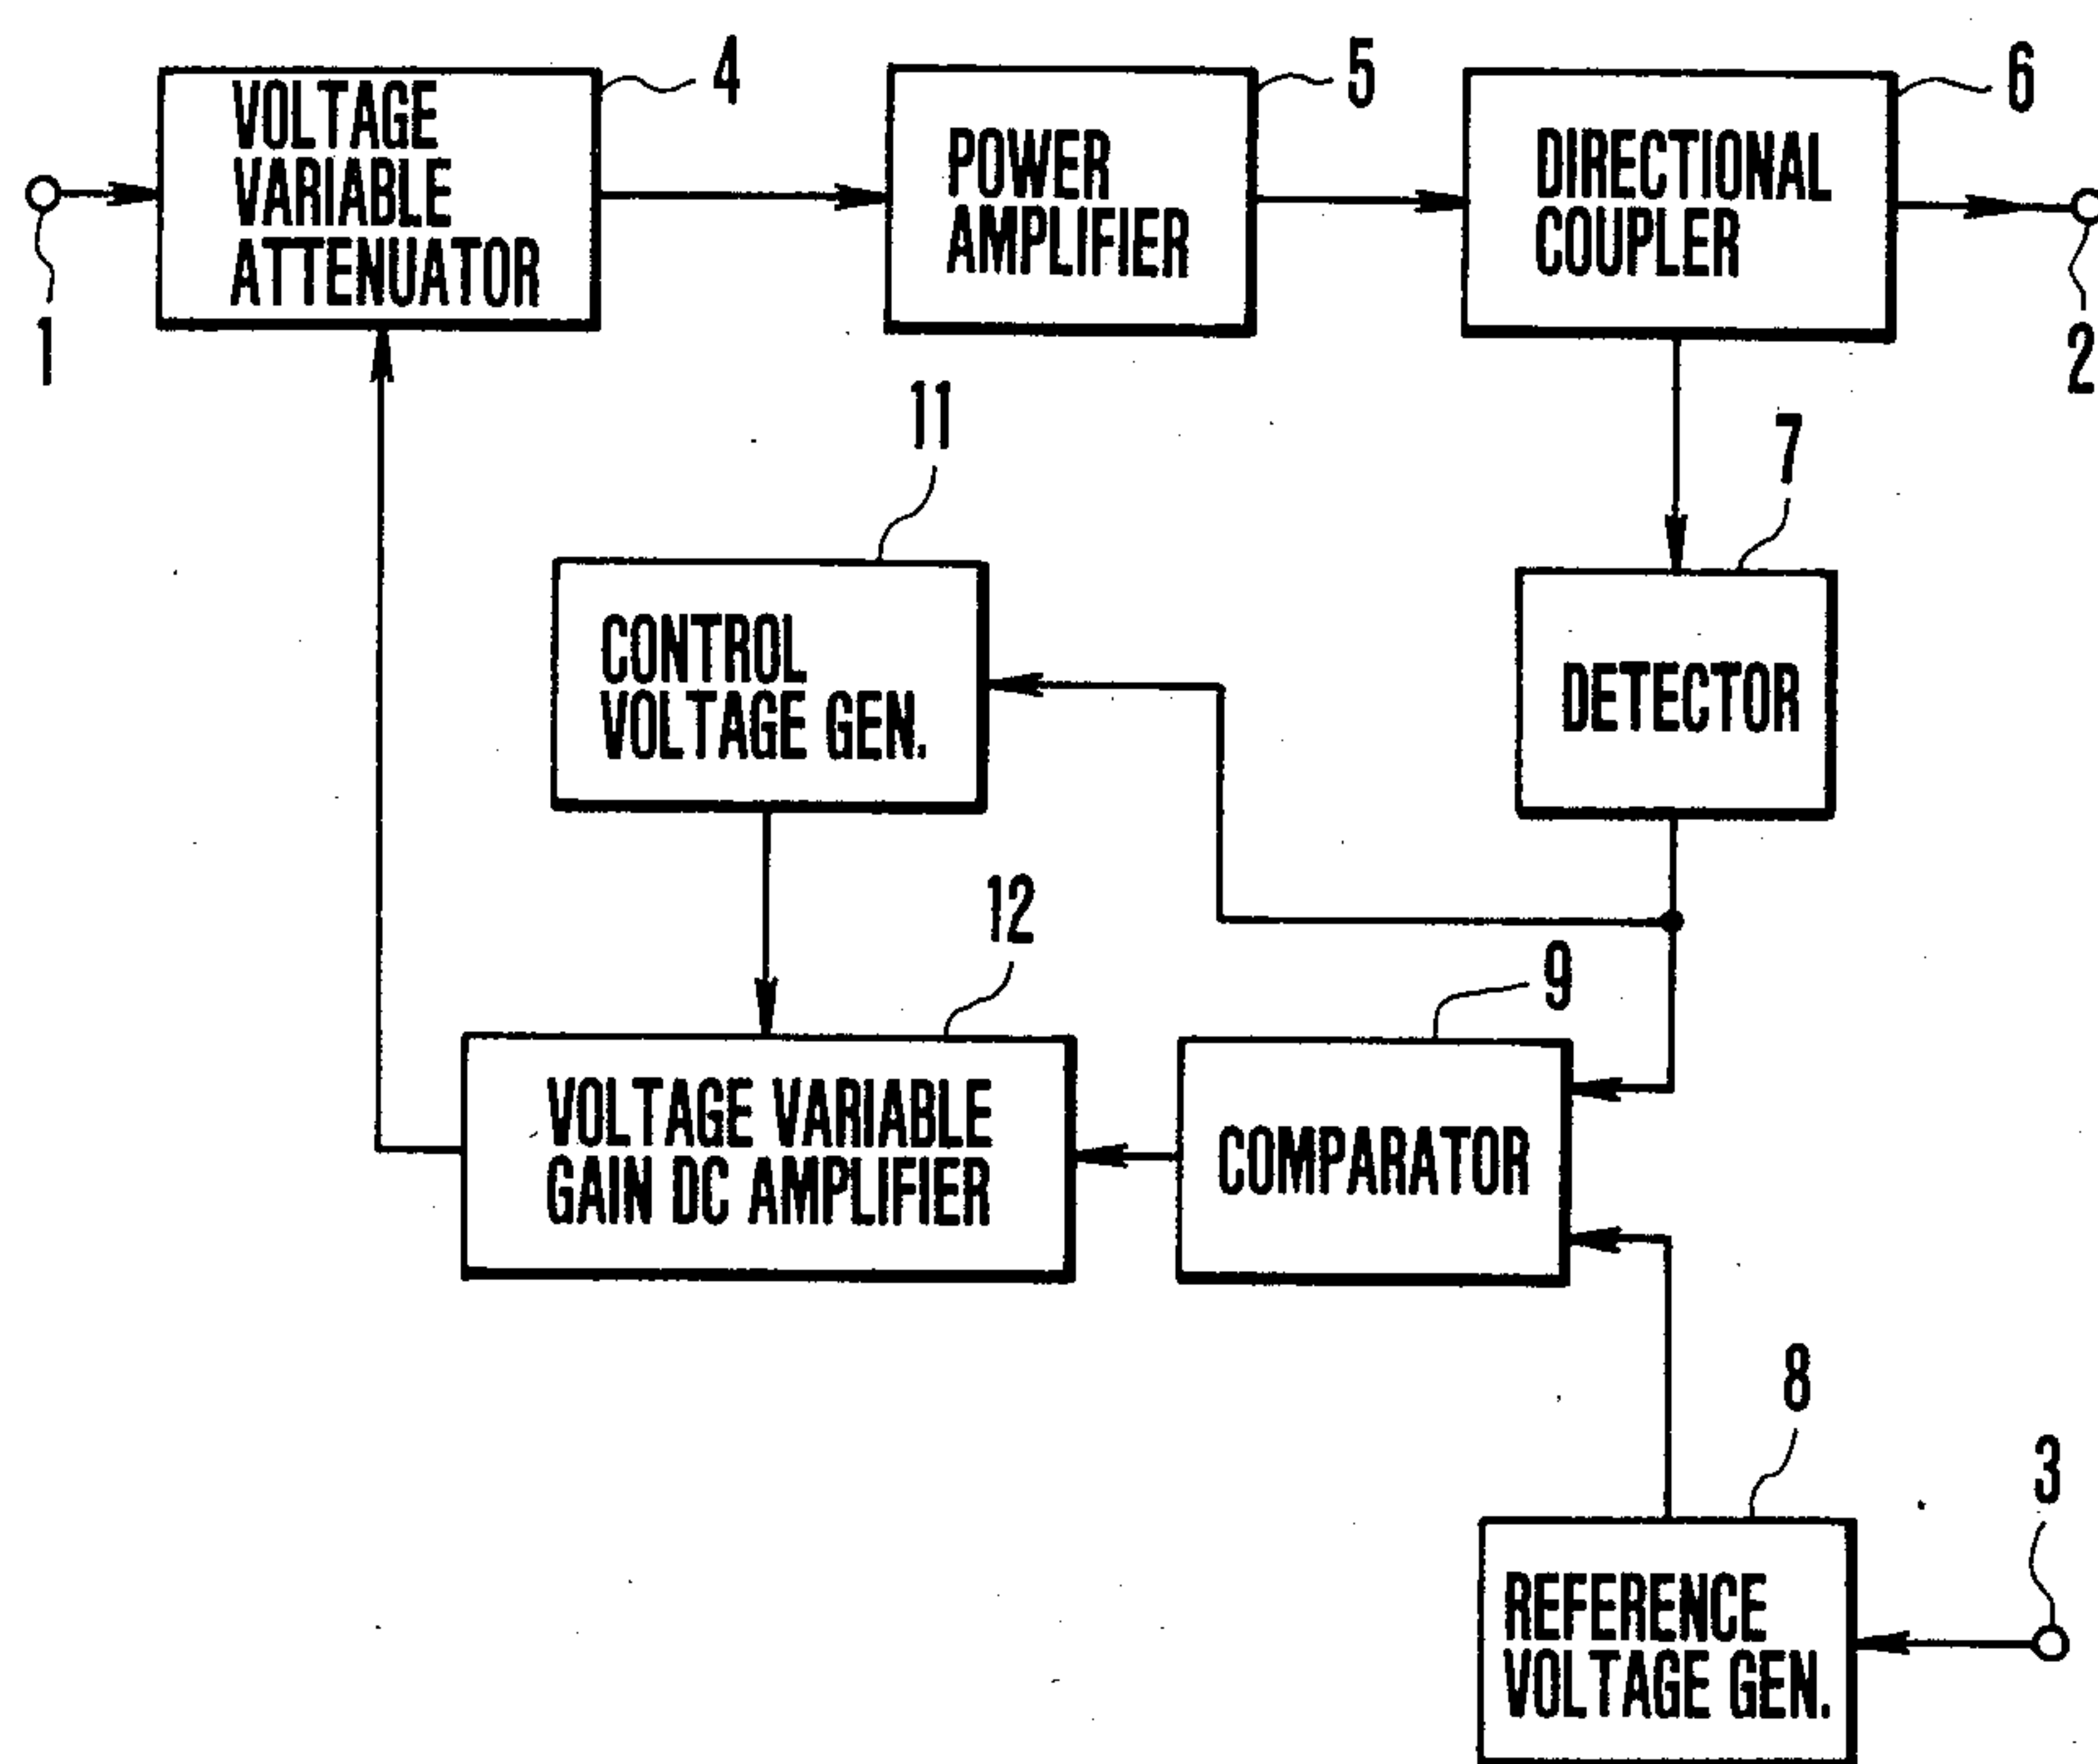 4
5
6
VOLTAGE
VARIABLE
ATTENUATOR
POWER
AMPLIFIER
DIRECTIONAL
COUPLER
1
2
11
7
CONTROL
VOLTAGE GEN.
DETECTOR
12
9
VOLTAGE VARIABLE
GAIN DC AMPLIFIER
COMPARATOR
8
3
REFERENCE
VOLTAGE GEN.